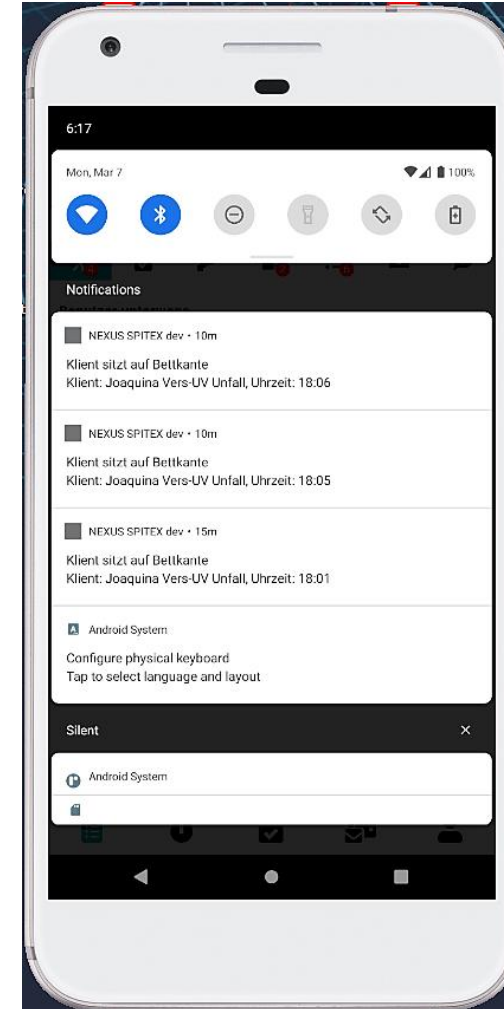 6:17
Mon, Mar 7
100%
Notifications
NEXUS SPITEX dev • 10m
Klient sitzt auf Bettkante
Klient: Joaquina Vers-UV Unfall, Uhrzeit: 18:06
NEXUS SPITEX dev • 10m
Klient sitzt auf Bettkante
Klient: Joaquina Vers-UV Unfall, Uhrzeit: 18:05
NEXUS SPITEX dev • 15m
Klient sitzt auf Bettkante
Klient: Joaquina Vers-UV Unfall, Uhrzeit: 18:01
Android System
Configure physical keyboard
Tap to select language and layout
Silent
Android System